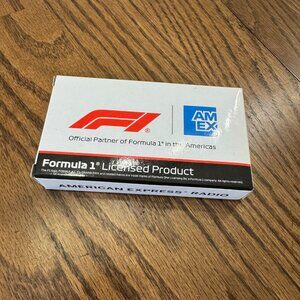 F1®
AM
EX
Official Partner of Formula 1® in the Americas
Formula 1® Licensed Product
AMERICAN EXPRESS® RADIO